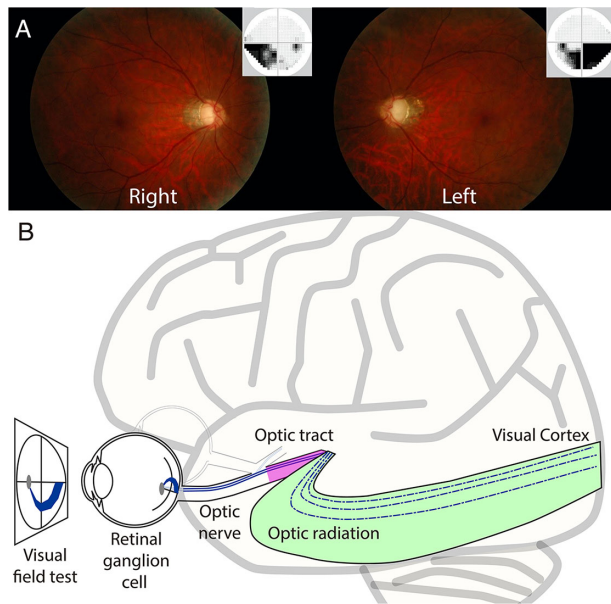 A
Right
Left
B
Optic tract
Visual Cortex
Optic
nerve
Optic radiation
Visual
field test
Retinal
ganglion
cell